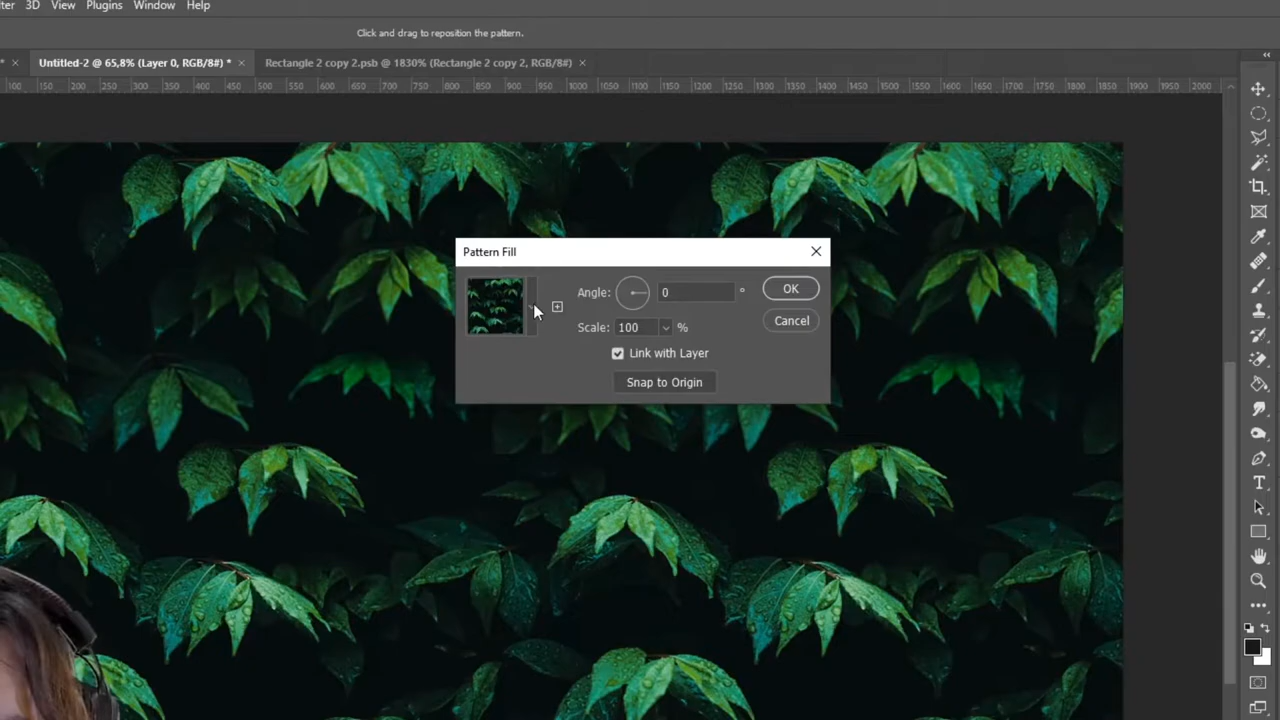 lter 3D View Plugins Window Help
Click and drag to reposition the pattern.
* × Untitled-2 @ 65,8% (Layer 0, RGB/8#) * × Rectangle 2 copy 2.psb @ 1830% (Rectangle 2 copy 2, RGB/8#) ×
100 150 200 250 300 350 400 450 500 550 600 650 700 750 800 850 900 950 1000 1050 1100 1150 1200 1250 1300 1350 1400 1450 1500 1550 1600 1650 1700 1750 1800 1850 1900 1950 2000
Pattern Fill
Angle: 0 °
OK
Scale: 100 %
Cancel
Link with Layer
Snap to Origin